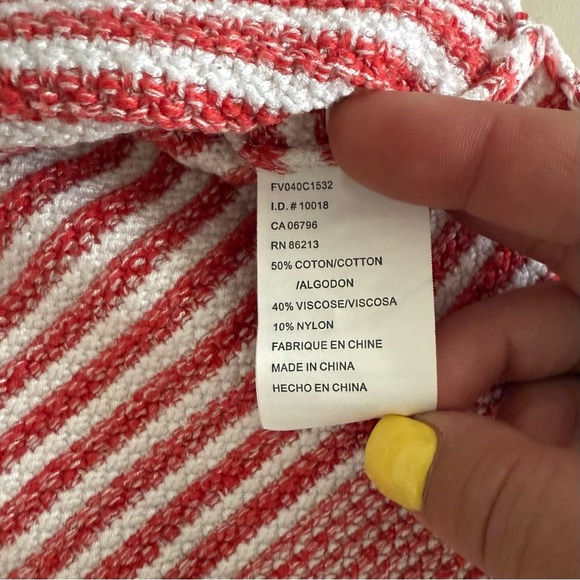 FV040C1532
I.D. # 10018
CA 06796
RN 86213
50% COTON/COTTON
/ALGODON
40% VISCOSE/VISCOSA
10% NYLON
FABRIQUE EN CHINE
MADE IN CHINA
HECHO EN CHINA